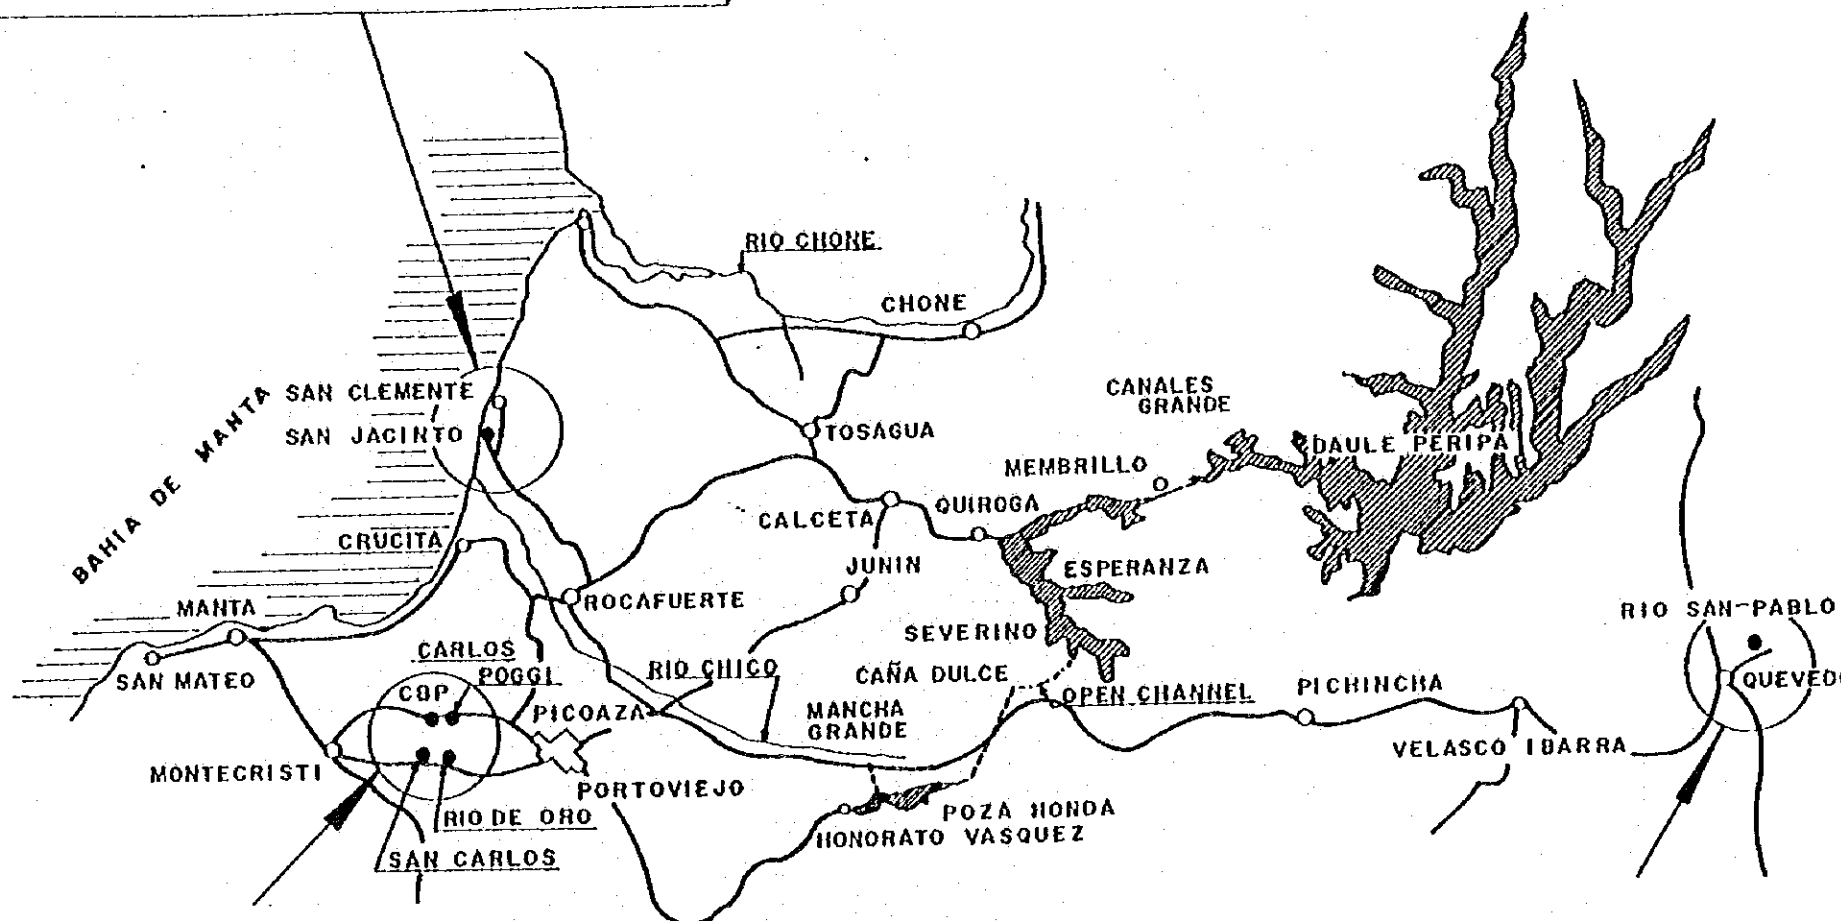 RIO CHONE
CHONE
SAN CLEMENTE
SAN JACINTO
BAHIA DE MANTA
CANALES
GRANDE
TOSAGUA
DAULE PERIPA
MEMBRILLO
CALCETA
QUIROGA
CRUCITA
JUNIN
ESPERANZA
MANTA
ROCAFUERTE
RIO SAN-PABLO
SEVERINO
SAN MATEO
CARLOS
POGGI
CBP
RIO CHICO
CAÑA DULCE
OPEN CHANNEL
PICHINCHA
QUEVEDO
PICOAZA
MANCHA
GRANDE
VELASCO IBARRA
MONTECRISTI
PORTOVIEJO
POZA HONDA
HONORATO VASQUEZ
RIO DE ORO
SAN CARLOS